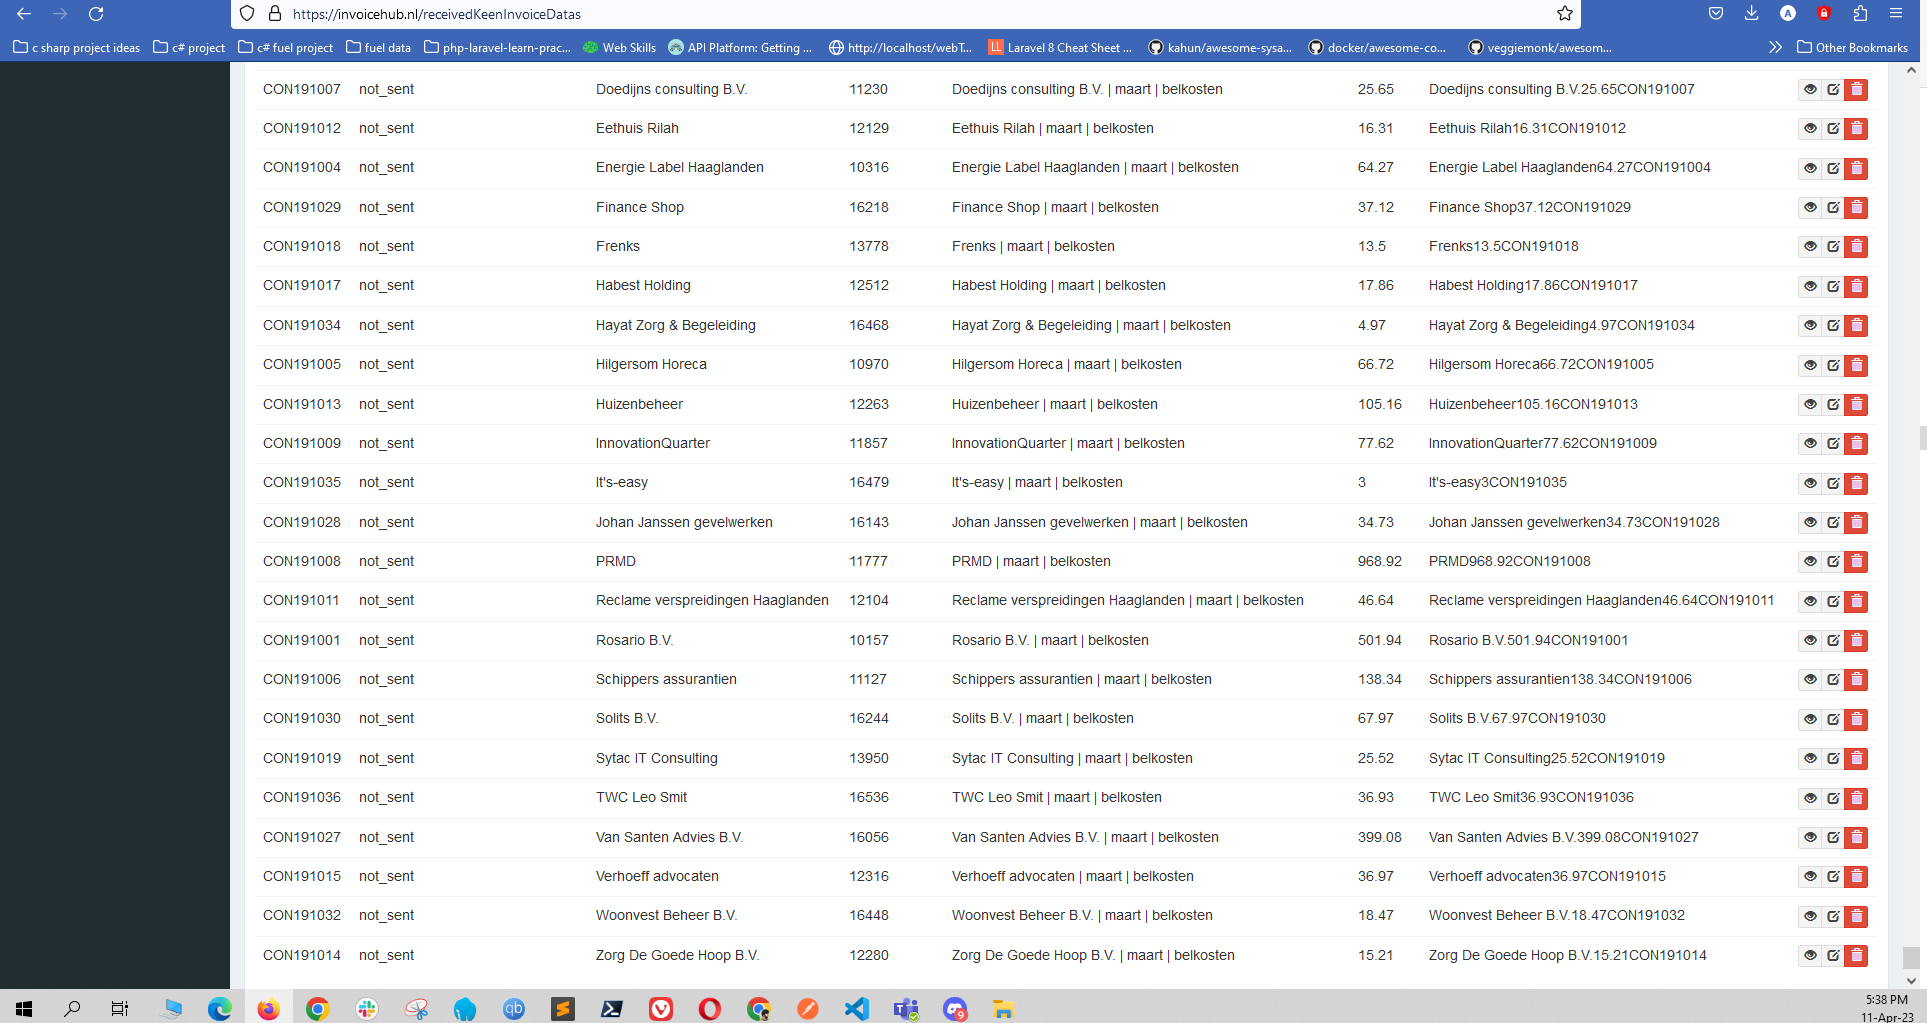 https://invoicehub.nl/receivedKeenInvoiceDatas
c sharp project ideas c# project c# fuel project fuel data php-laravel-learn-prac... Web Skills API Platform: Getting ... http://localhost/webT... LL Laravel 8 Cheat Sheet ... kahun/awesome-sysa... docker/awesome-co... veggiemonk/awesom... Other Bookmarks
CON191007 not_sent Doedijns consulting B.V. 11230 Doedijns consulting B.V. | maart | belkosten 25.65 Doedijns consulting B.V.25.65CON191007
CON191012 not_sent Eethuis Rilah 12129 Eethuis Rilah | maart | belkosten 16.31 Eethuis Rilah16.31CON191012
CON191004 not_sent Energie Label Haaglanden 10316 Energie Label Haaglanden | maart | belkosten 64.27 Energie Label Haaglanden64.27CON191004
CON191029 not_sent Finance Shop 16218 Finance Shop | maart | belkosten 37.12 Finance Shop37.12CON191029
CON191018 not_sent Frenks 13778 Frenks | maart | belkosten 13.5 Frenks13.5CON191018
CON191017 not_sent Habest Holding 12512 Habest Holding | maart | belkosten 17.86 Habest Holding17.86CON191017
CON191034 not_sent Hayat Zorg & Begeleiding 16468 Hayat Zorg & Begeleiding | maart | belkosten 4.97 Hayat Zorg & Begeleiding4.97CON191034
CON191005 not_sent Hilgersom Horeca 10970 Hilgersom Horeca | maart | belkosten 66.72 Hilgersom Horeca66.72CON191005
CON191013 not_sent Huizenbeheer 12263 Huizenbeheer | maart | belkosten 105.16 Huizenbeheer105.16CON191013
CON191009 not_sent InnovationQuarter 11857 InnovationQuarter | maart | belkosten 77.62 InnovationQuarter77.62CON191009
CON191035 not_sent It's-easy 16479 It's-easy | maart | belkosten 3 It's-easy3CON191035
CON191028 not_sent Johan Janssen gevelwerken 16143 Johan Janssen gevelwerken | maart | belkosten 34.73 Johan Janssen gevelwerken34.73CON191028
CON191008 not_sent PRMD 11777 PRMD | maart | belkosten 968.92 PRMD968.92CON191008
CON191011 not_sent Reclame verspreidingen Haaglanden 12104 Reclame verspreidingen Haaglanden | maart | belkosten 46.64 Reclame verspreidingen Haaglanden46.64CON191011
CON191001 not_sent Rosario B.V. 10157 Rosario B.V. | maart | belkosten 501.94 Rosario B.V.501.94CON191001
CON191006 not_sent Schippers assurantien 11127 Schippers assurantien | maart | belkosten 138.34 Schippers assurantien138.34CON191006
CON191030 not_sent Solits B.V. 16244 Solits B.V. | maart | belkosten 67.97 Solits B.V.67.97CON191030
CON191019 not_sent Sytac IT Consulting 13950 Sytac IT Consulting | maart | belkosten 25.52 Sytac IT Consulting25.52CON191019
CON191036 not_sent TWC Leo Smit 16536 TWC Leo Smit | maart | belkosten 36.93 TWC Leo Smit36.93CON191036
CON191027 not_sent Van Santen Advies B.V. 16056 Van Santen Advies B.V. | maart | belkosten 399.08 Van Santen Advies B.V.399.08CON191027
CON191015 not_sent Verhoeff advocaten 12316 Verhoeff advocaten | maart | belkosten 36.97 Verhoeff advocaten36.97CON191015
CON191032 not_sent Woonvest Beheer B.V. 16448 Woonvest Beheer B.V. | maart | belkosten 18.47 Woonvest Beheer B.V.18.47CON191032
CON191014 not_sent Zorg De Goede Hoop B.V. 12280 Zorg De Goede Hoop B.V. | maart | belkosten 15.21 Zorg De Goede Hoop B.V.15.21CON191014
5:38 PM
11-Apr-23